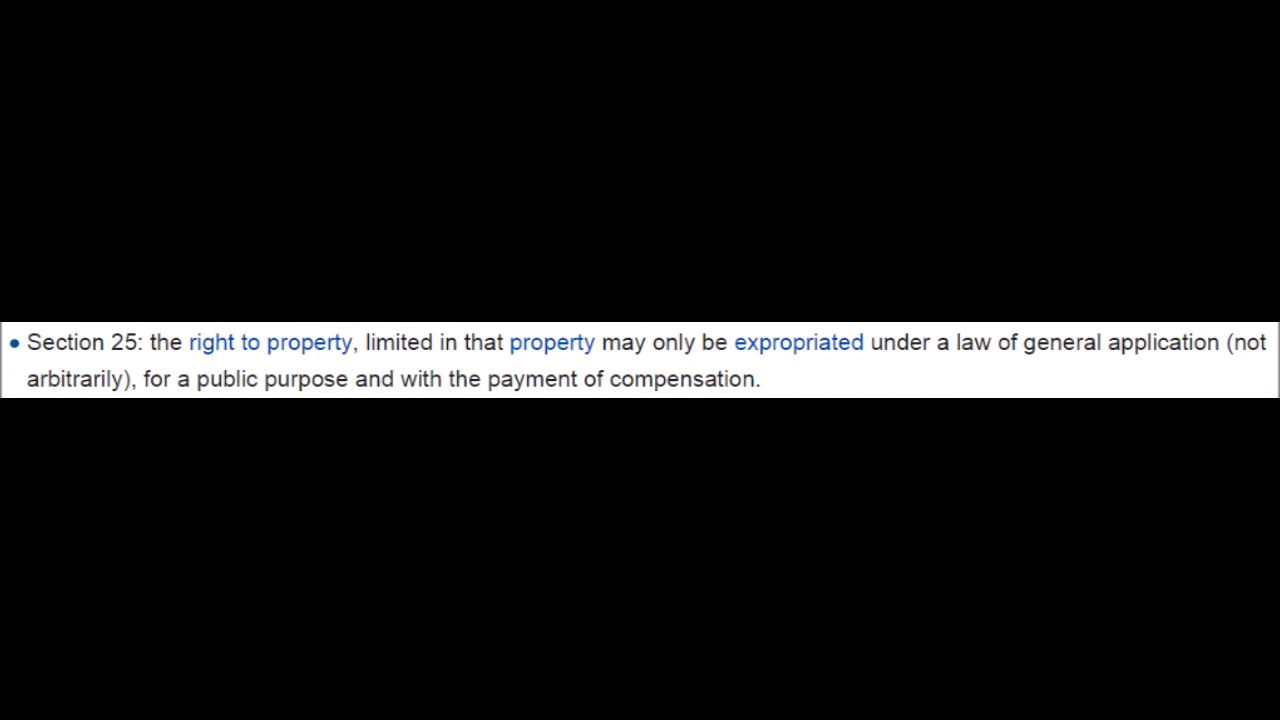 • Section 25: the right to property, limited in that property may only be expropriated under a law of general application (not
arbitrarily), for a public purpose and with the payment of compensation.